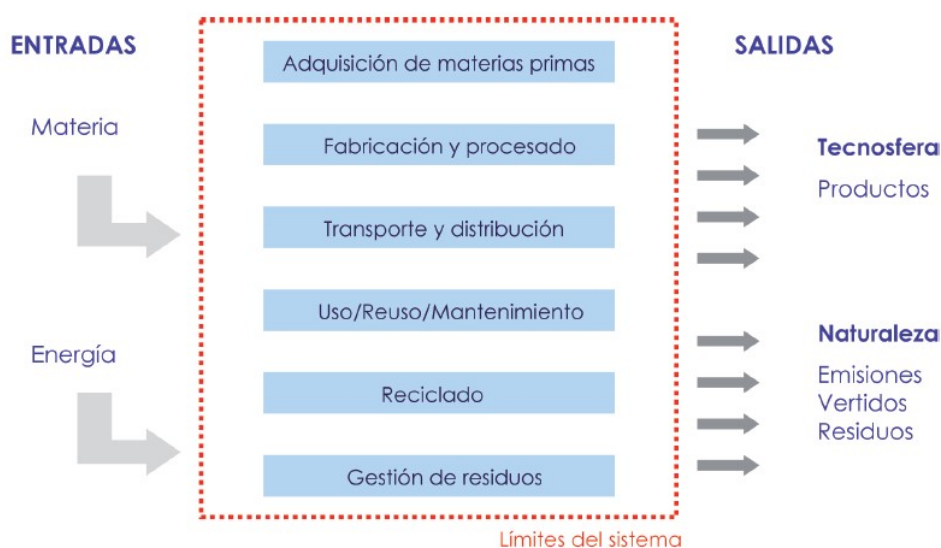 ENTRADAS
Materia
Energía
Adquisición de materias primas
Fabricación y procesado
Transporte y distribución
Uso/Reuso/Mantenimiento
Reciclado
Gestión de residuos
Límites del sistema
SALIDAS
Tecnosfera
Productos
Naturaleza
Emisiones
Vertidos
Residuos